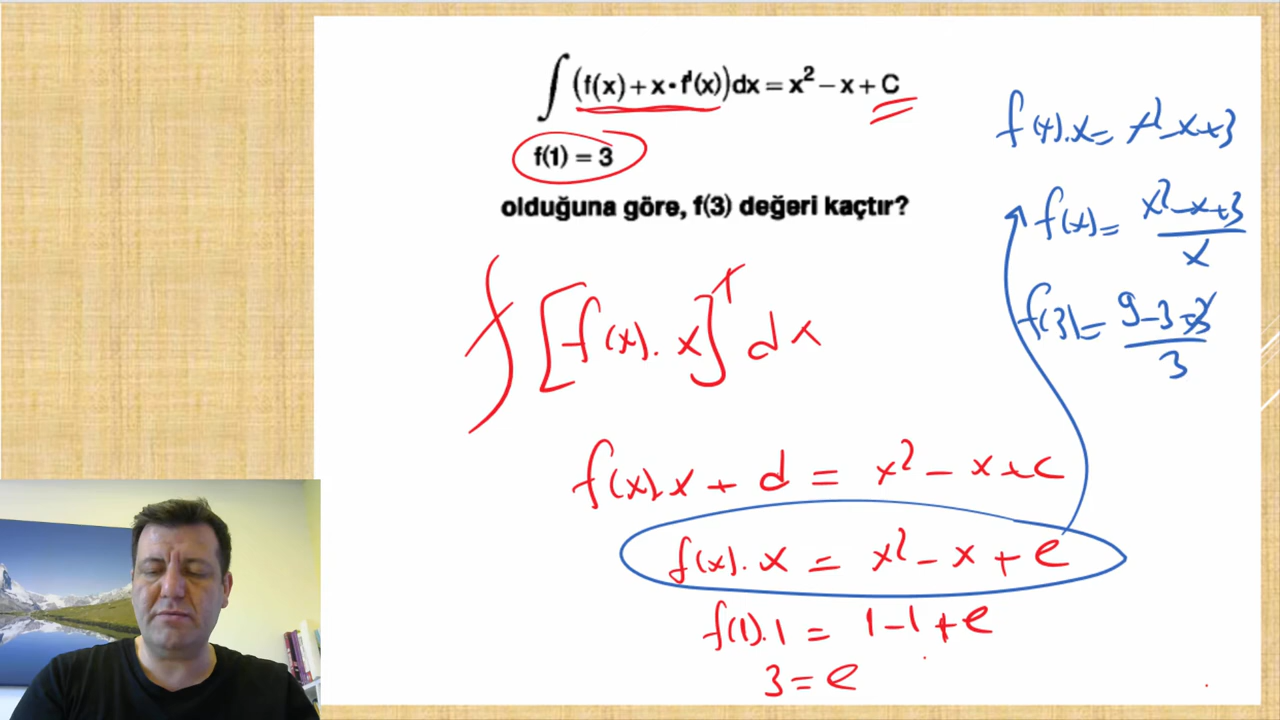 ∫(f(x)+x•f'(x))dx=x²−x+C
f(1) = 3
olduğuna göre, f(3) değeri kaçtır?
∫[f(x).x]' dx
f(x).x + d = x² − x+c
f(x).x = x² − x + e
f(1).1 = 1−1+e
3=e
f(x).x= x²−x+3
f(x)= x²−x+3
x
f(3)= 9−3+3
3